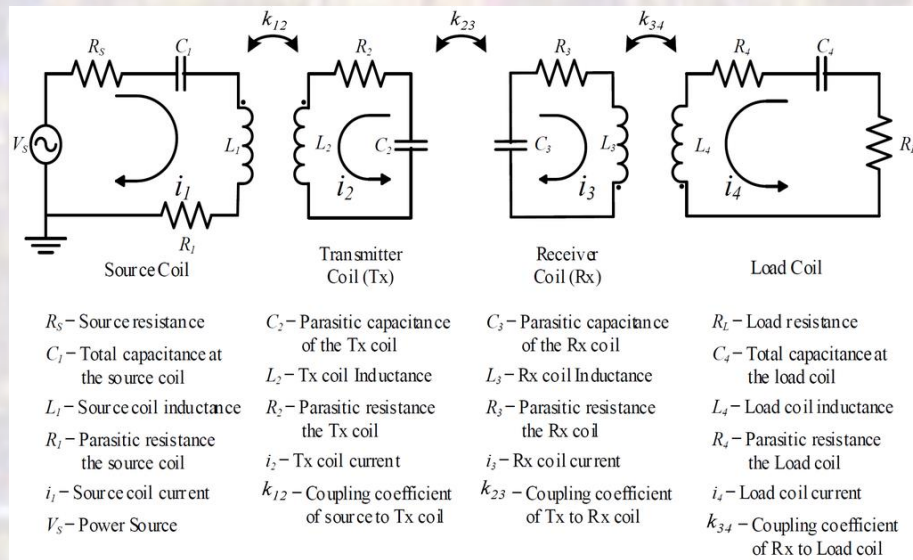 k12
k23
k34
RS
C1
R2
R3
R4
C4
VS
L1
L2
C2
C3
L3
L4
i1
i2
i3
i4
R1
Source Coil
Transmitter
Coil (Tx)
Receiver
Coil (Rx)
Load Coil
RS – Source resistance
C1 – Total capacitance at
the source coil
L1 – Source coil inductance
R1 – Parasitic resistance
the source coil
i1 – Source coil current
VS – Power Source
C2 – Parasitic capacitance
of the Tx coil
L2 – Tx coil Inductance
R2 – Parasitic resistance
the Tx coil
i2 – Tx coil current
k12 – Coupling coefficient
of source to Tx coil
C3 – Parasitic capacitance
of the Rx coil
L3 – Rx coil Inductance
R3 – Parasitic resistance
the Rx coil
i3 – Rx coil current
k23 – Coupling coefficient
of Tx to Rx coil
RL – Load resistance
C4 – Total capacitance at
the load coil
L4 – Load coil inductance
R4 – Parasitic resistance
the Load coil
i4 – Load coil current
k34 – Coupling coefficient
of Rx to Load coil